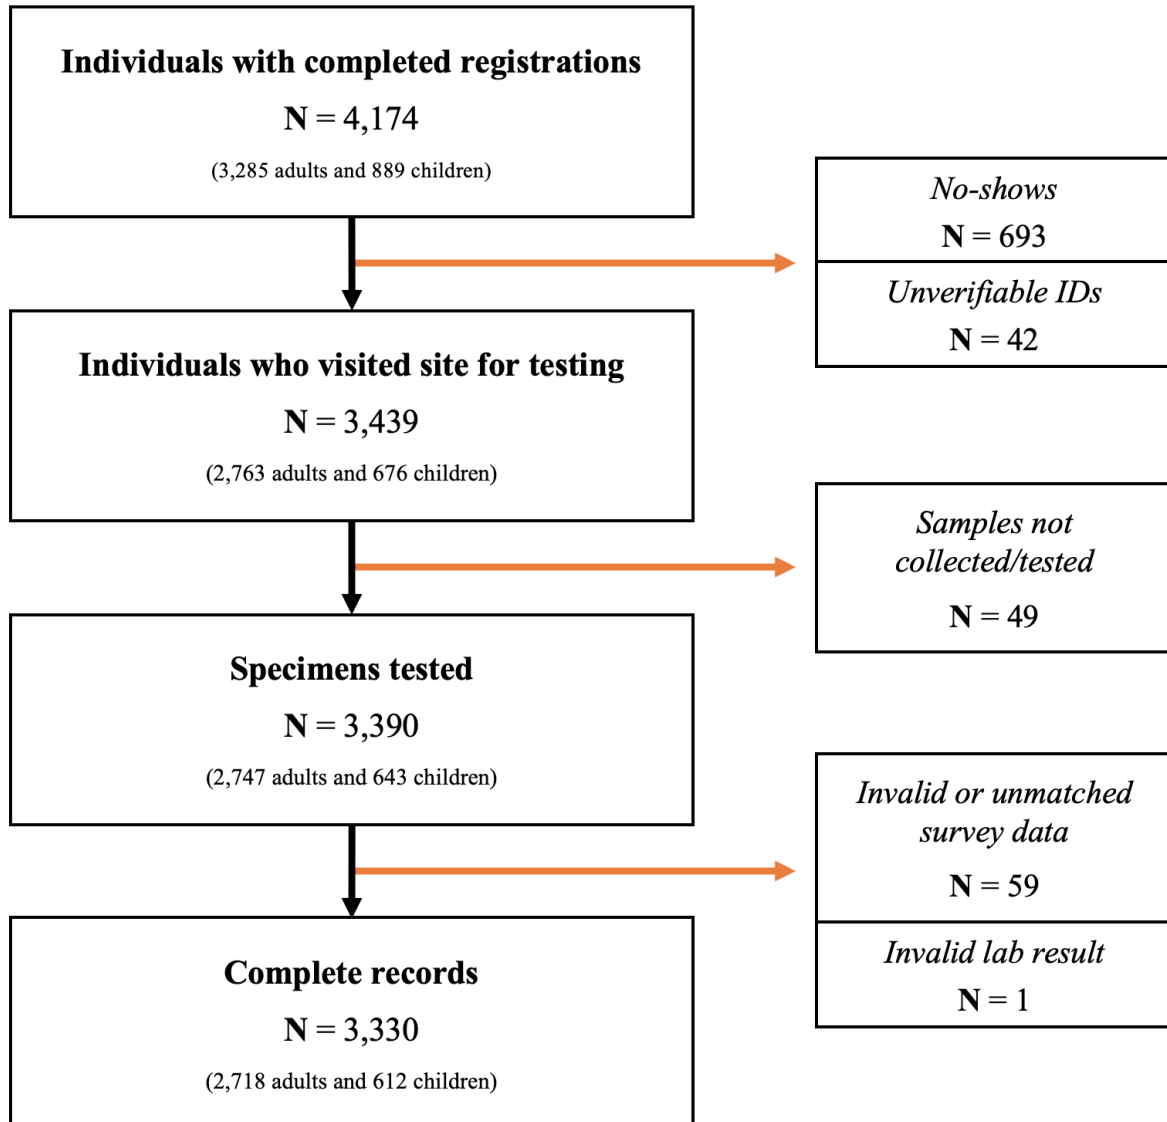 Individuals with completed registrations
N = 4,174
(3,285 adults and 889 children)
No-shows
N = 693
Unverifiable IDs
N = 42
Individuals who visited site for testing
N = 3,439
(2,763 adults and 676 children)
Samples not
collected/tested
N = 49
Specimens tested
N = 3,390
(2,747 adults and 643 children)
Invalid or unmatched
survey data
N = 59
Invalid lab result
N = 1
Complete records
N = 3,330
(2,718 adults and 612 children)